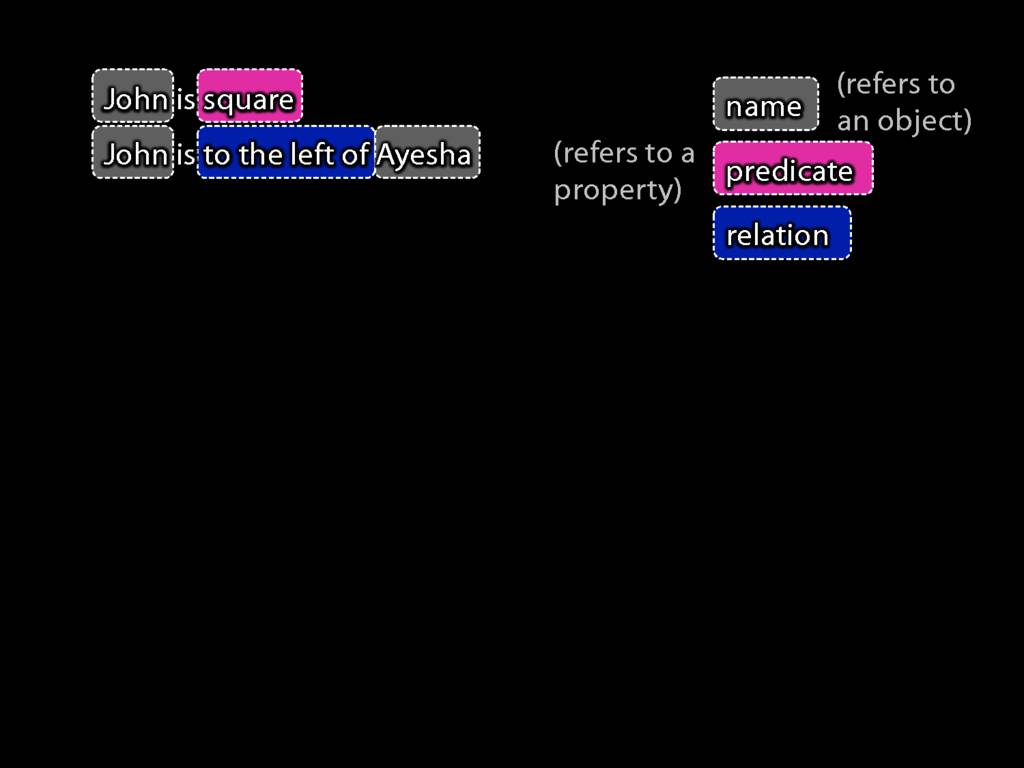 John is square
John is to the left of Ayesha
name
(refers to
an object)
(refers to a
property)
predicate
relation